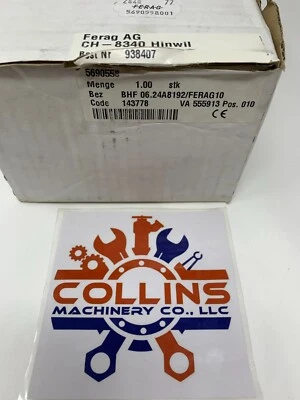 FERAG
5690558001
Ferag AG
CH-8340 Hinwil
Best Nr 938407
5690558
Menge 1.00 stk
Bez BHF 06.24A8192/FERAG10
Code 143778 VA 555913 Pos. 010
CE
COLLINS
MACHINERY CO., LLC